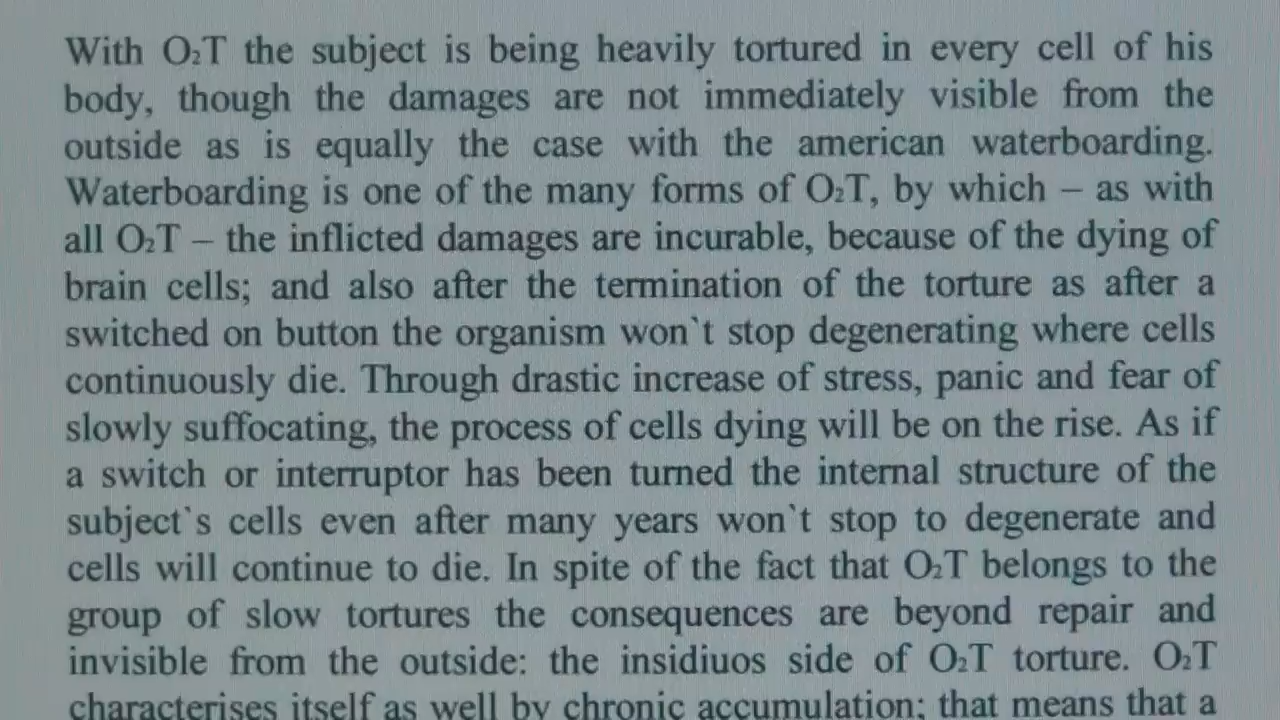 With O₂T the subject is being heavily tortured in every cell of his
body, though the damages are not immediately visible from the
outside as is equally the case with the american waterboarding.
Waterboarding is one of the many forms of O₂T, by which – as with
all O₂T – the inflicted damages are incurable, because of the dying of
brain cells; and also after the termination of the torture as after a
switched on button the organism won`t stop degenerating where cells
continuously die. Through drastic increase of stress, panic and fear of
slowly suffocating, the process of cells dying will be on the rise. As if
a switch or interruptor has been turned the internal structure of the
subject`s cells even after many years won`t stop to degenerate and
cells will continue to die. In spite of the fact that O₂T belongs to the
group of slow tortures the consequences are beyond repair and
invisible from the outside: the insidiuos side of O₂T torture. O₂T
characterises itself as well by chronic accumulation; that means that a